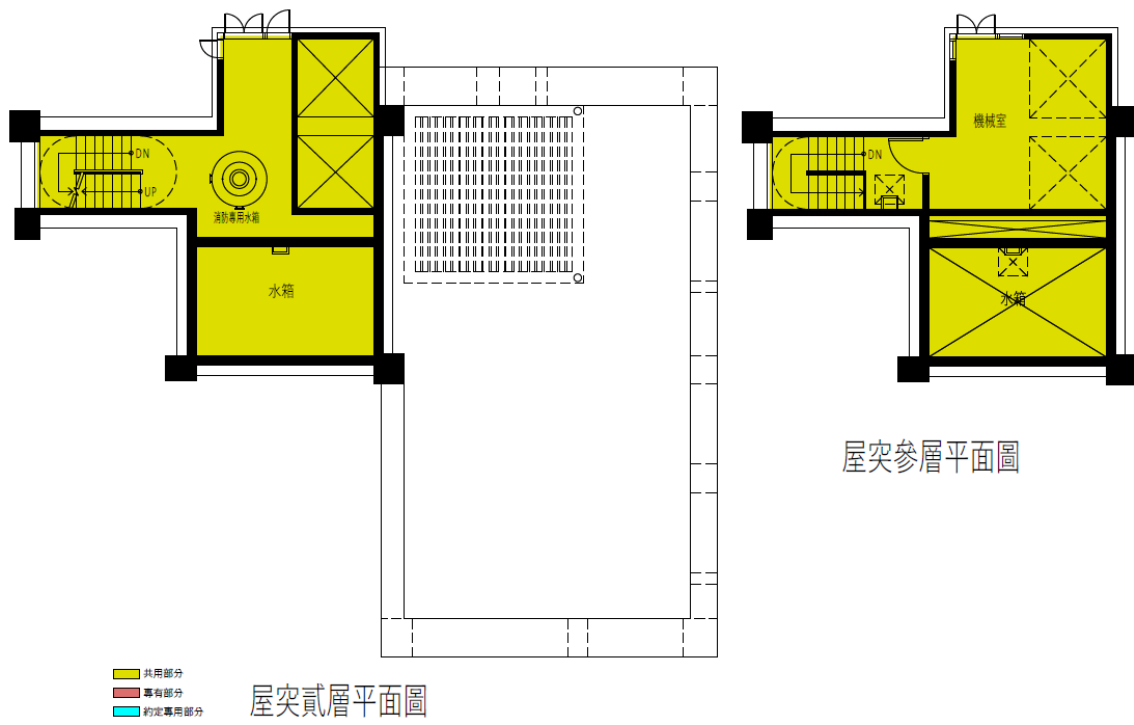 DN
UP
消防專用水箱
水箱
機械室
DN
水箱
屋突參層平面圖
共用部分
專有部分
約定專用部分
屋突貳層平面圖